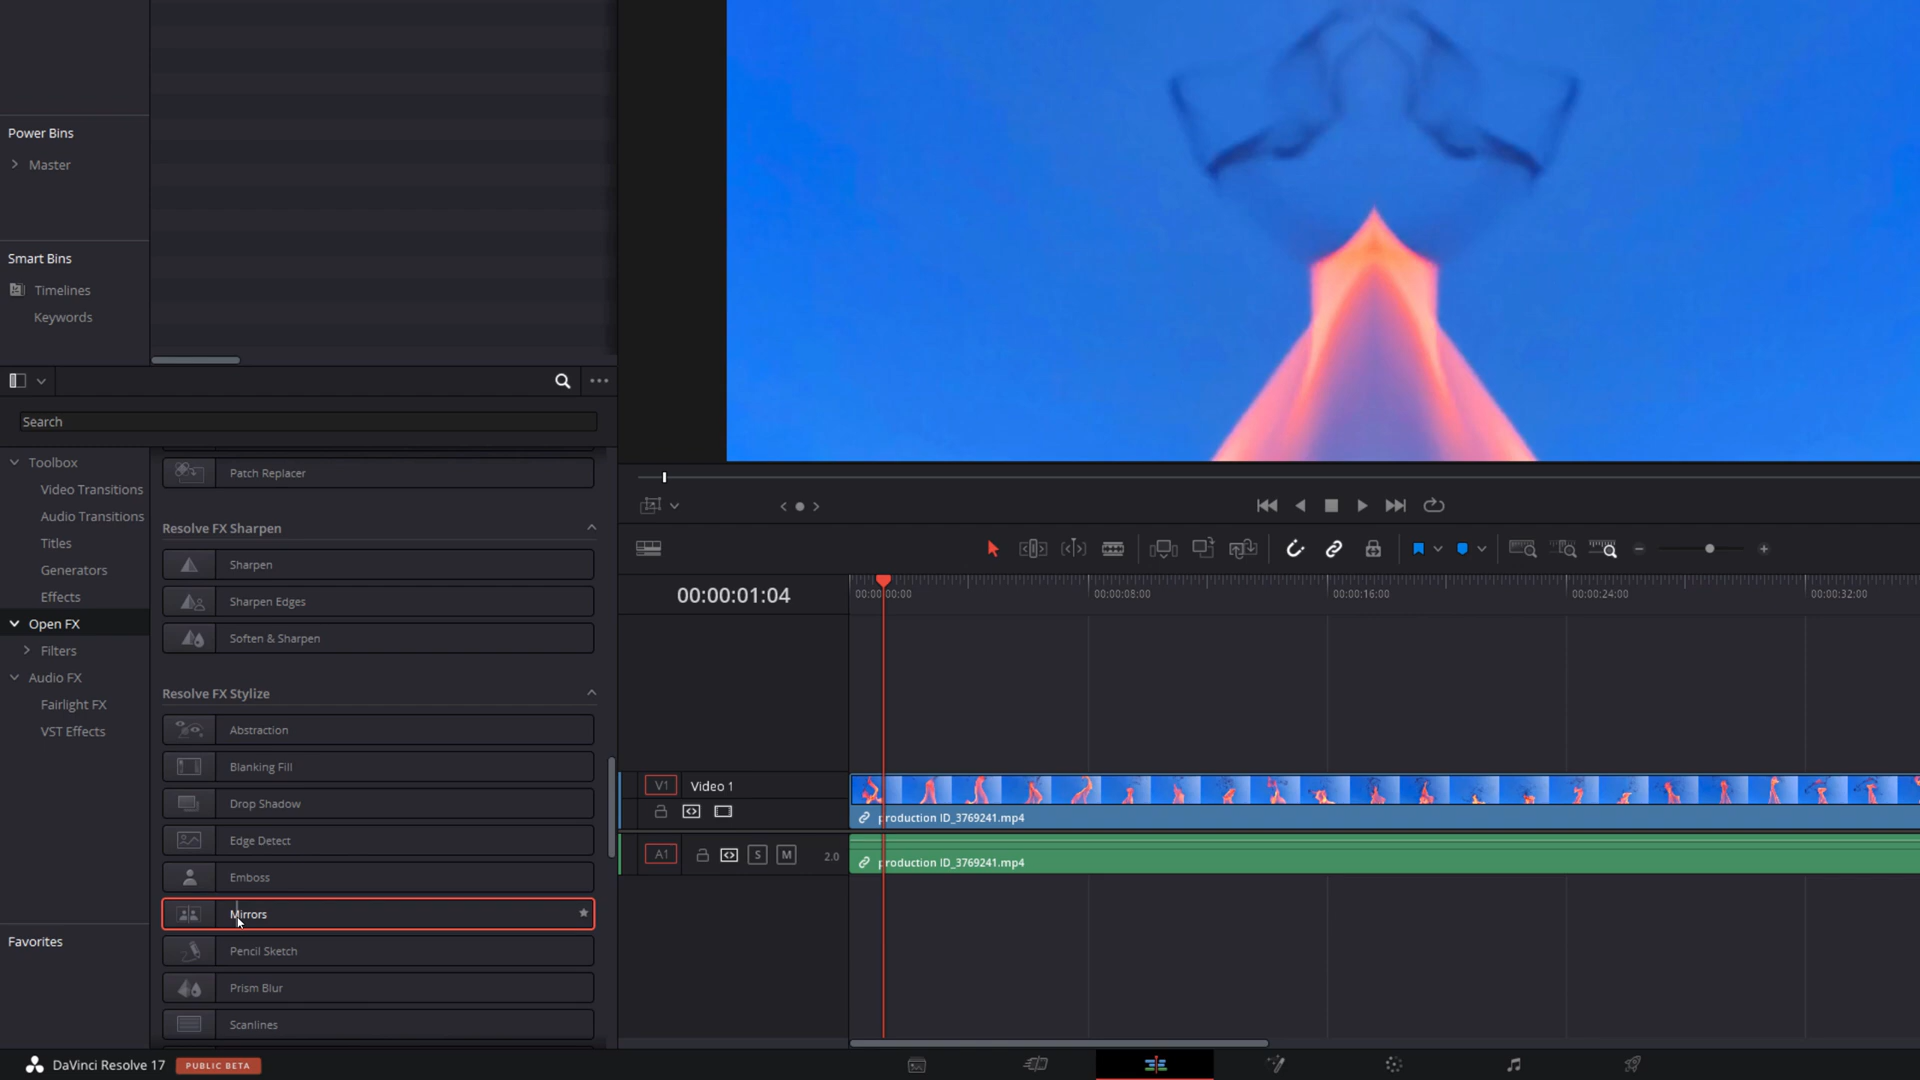 Power Bins
Master
Smart Bins
Timelines
Keywords
Search
Toolbox
Video Transitions
Audio Transitions
Titles
Generators
Effects
Open FX
Filters
Audio FX
Fairlight FX
VST Effects
Favorites
Patch Replacer
Resolve FX Sharpen
Sharpen
Sharpen Edges
Soften & Sharpen
Resolve FX Stylize
Abstraction
Blanking Fill
Drop Shadow
Edge Detect
Emboss
Mirrors
Pencil Sketch
Prism Blur
Scanlines
00:00:01:04
00:00:00:00
00:00:08:00
00:00:16:00
00:00:24:00
00:00:32:00
V1 Video 1
production ID_3769241.mp4
A1 S M 2.0
production ID_3769241.mp4
DaVinci Resolve 17 PUBLIC BETA